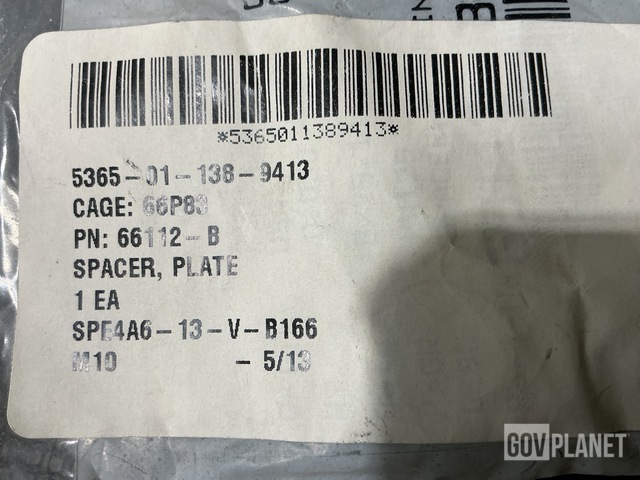 *5365011389413*
5365-01-138-9413
CAGE: 66P83
PN: 66112-B
SPACER, PLATE
1 EA
SPE4A6-13-V-B166
M10 - 5/13
GOVPLANET